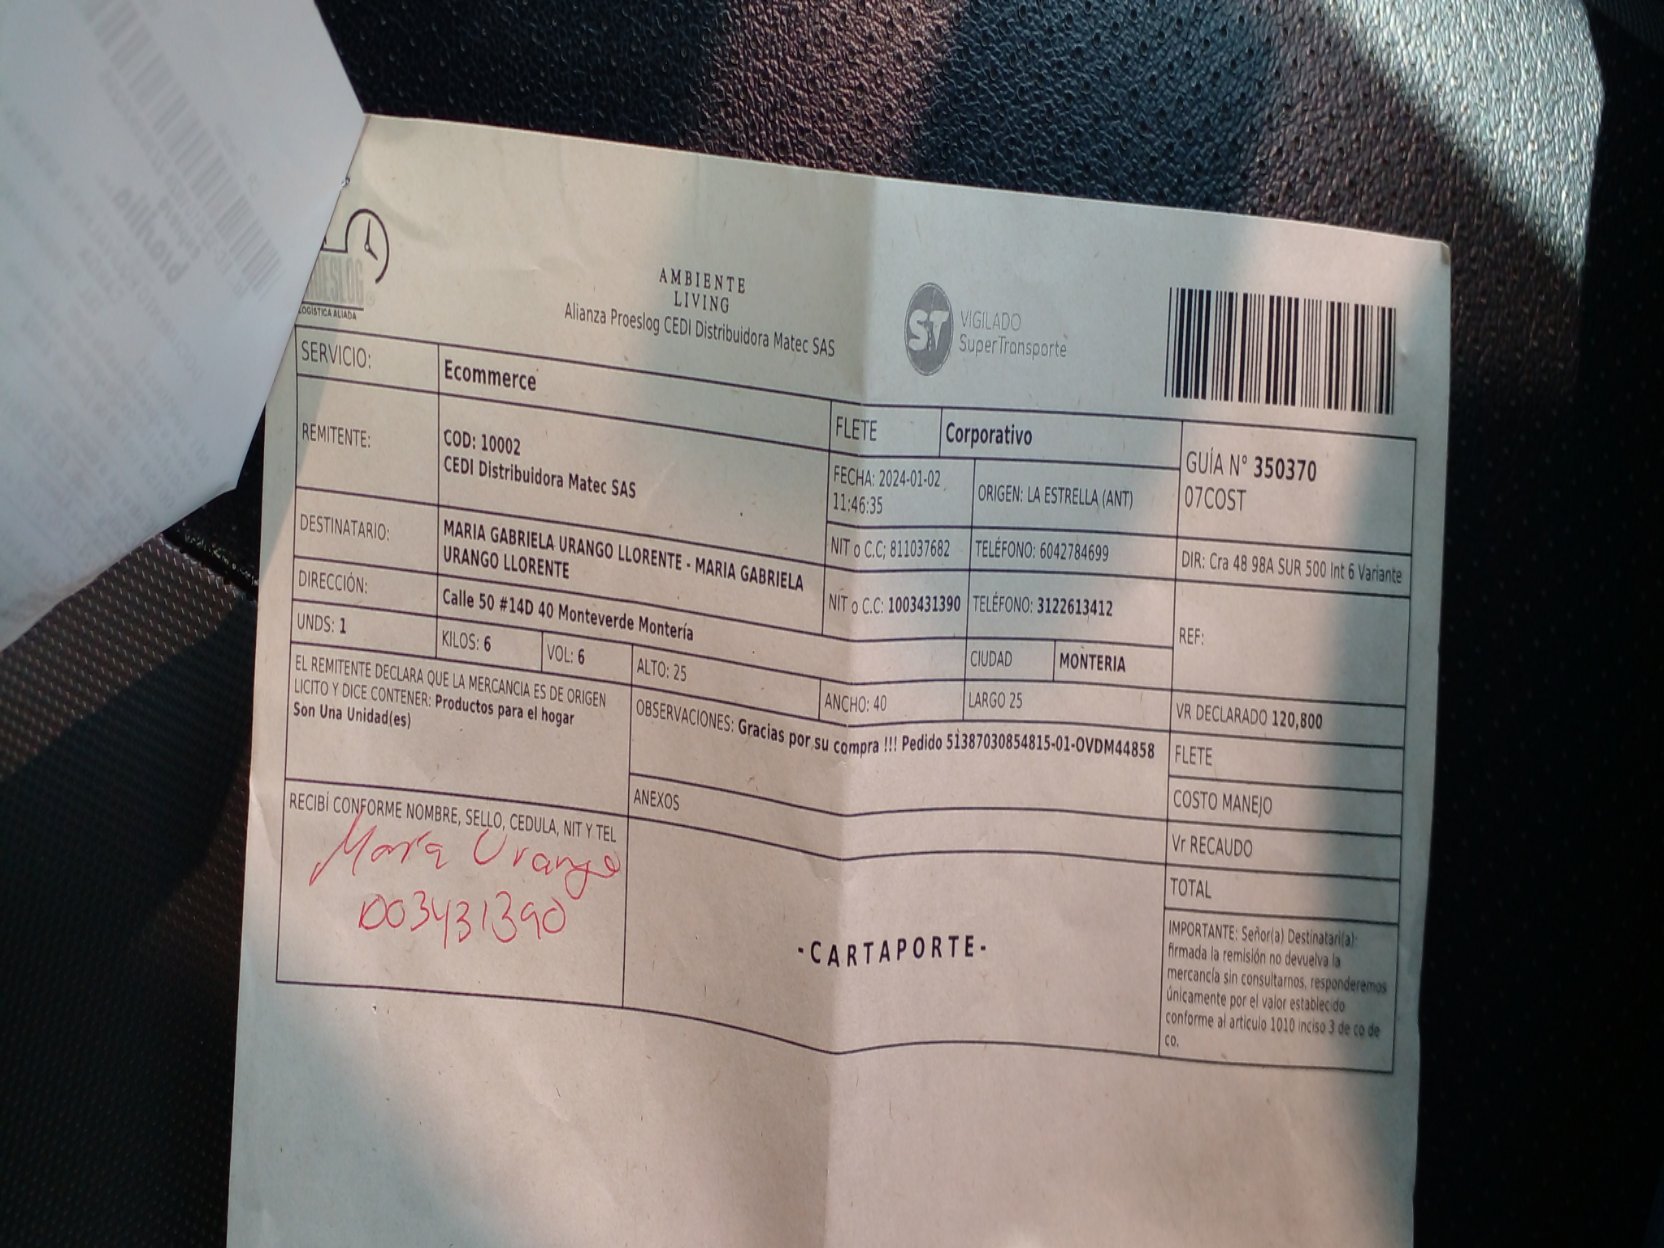 LOGISTICA ALIADA
AMBIENTE
LIVING
Alianza Proeslog CEDI Distribuidora Matec SAS
ST
VIGILADO
SuperTransporte
SERVICIO:
Ecommerce
FLETE
Corporativo
GUÍA N° 350370
07COST
REMITENTE:
COD: 10002
CEDI Distribuidora Matec SAS
FECHA: 2024-01-02
11:46:35
ORIGEN: LA ESTRELLA (ANT)
NIT o C.C; 811037682
TELÉFONO: 6042784699
DIR: Cra 48 98A SUR 500 Int 6 Variante
DESTINATARIO:
MARIA GABRIELA URANGO LLORENTE - MARIA GABRIELA
URANGO LLORENTE
NIT o C.C: 1003431390
TELÉFONO: 3122613412
REF:
DIRECCIÓN:
Calle 50 #14D 40 Monteverde Montería
CIUDAD
MONTERIA
UNDS: 1
KILOS: 6
VOL: 6
ALTO: 25
ANCHO: 40
LARGO 25
VR DECLARADO 120,800
EL REMITENTE DECLARA QUE LA MERCANCIA ES DE ORIGEN
LICITO Y DICE CONTENER: Productos para el hogar
Son Una Unidad(es)
OBSERVACIONES: Gracias por su compra !!! Pedido 51387030854815-01-OVDM44858
FLETE
ANEXOS
COSTO MANEJO
Vr RECAUDO
TOTAL
RECIBÍ CONFORME NOMBRE, SELLO, CEDULA, NIT Y TEL
María Urango
1003431390
-CARTAPORTE-
IMPORTANTE: Señor(a) Destinatari(a):
firmada la remisión no devuelva la
mercancía sin consultarnos, responderemos
únicamente por el valor establecido
conforme al articulo 1010 inciso 3 de co de
co.